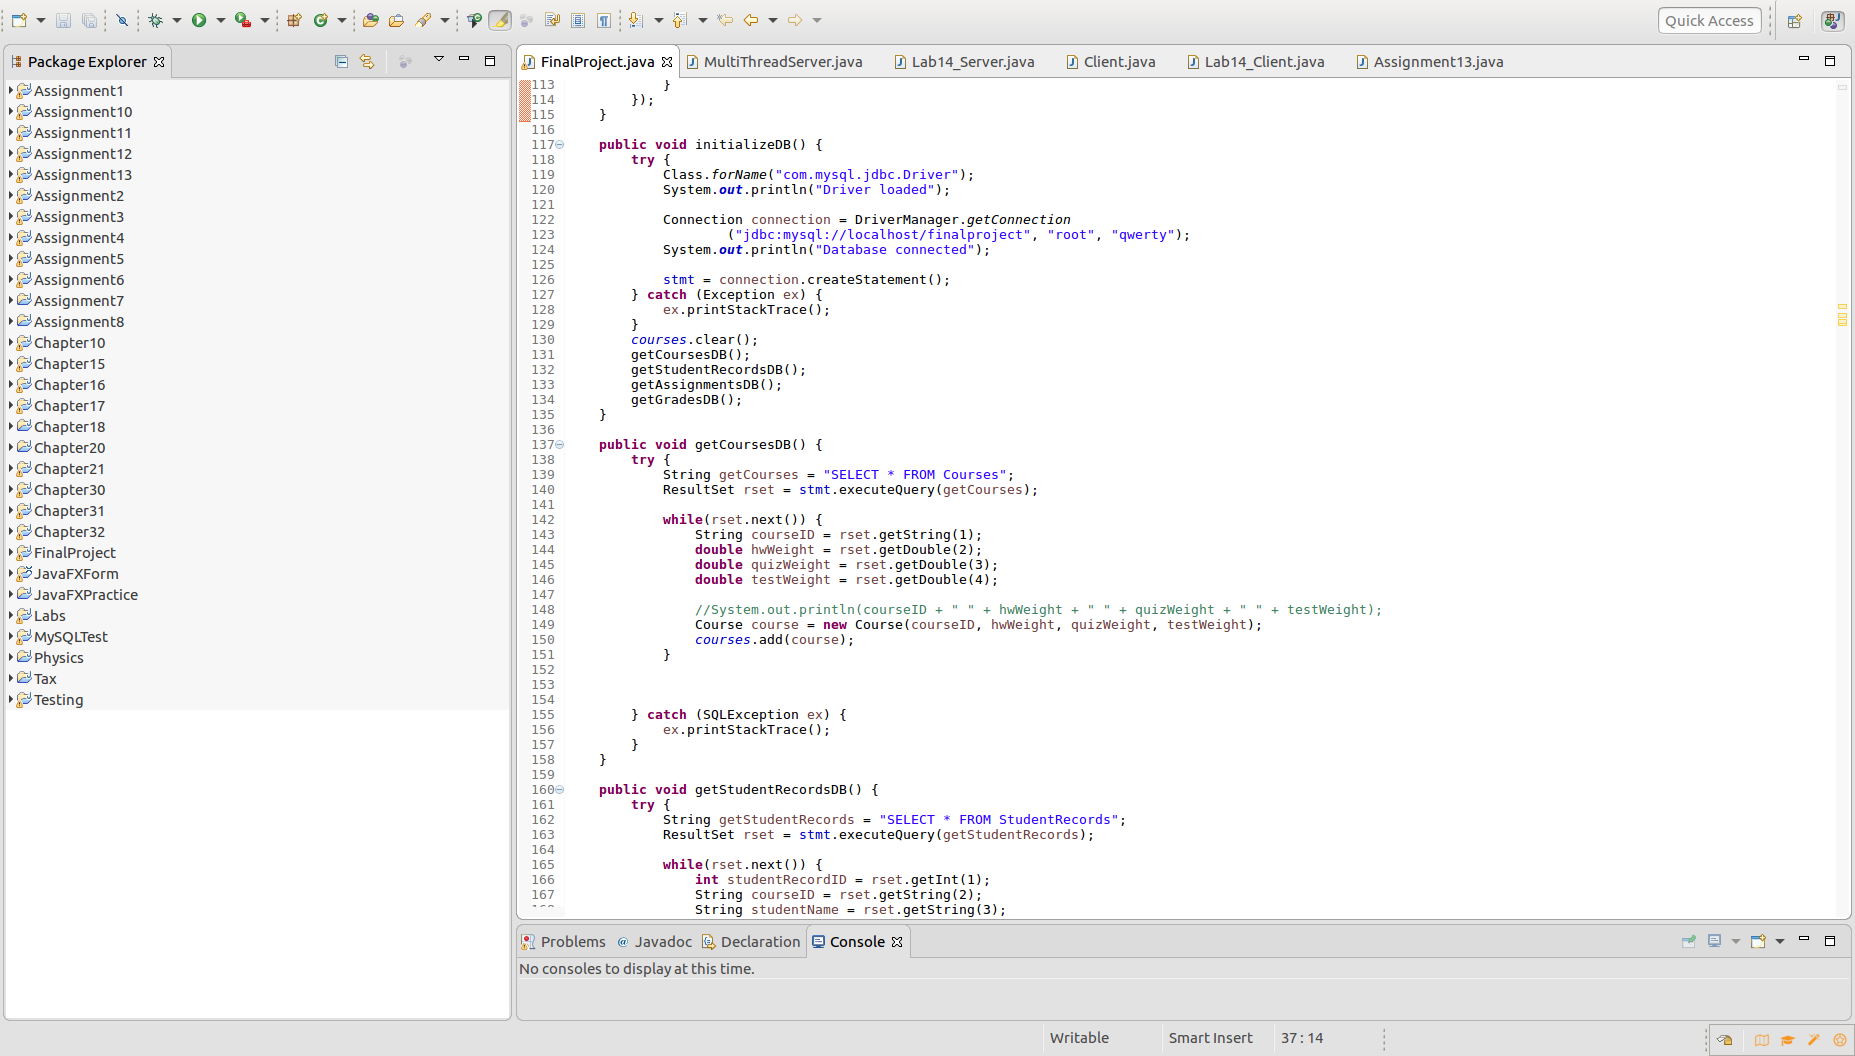 Quick Access
Package Explorer
Assignment1
Assignment10
Assignment11
Assignment12
Assignment13
Assignment2
Assignment3
Assignment4
Assignment5
Assignment6
Assignment7
Assignment8
Chapter10
Chapter15
Chapter16
Chapter17
Chapter18
Chapter20
Chapter21
Chapter30
Chapter31
Chapter32
FinalProject
JavaFXForm
JavaFXPractice
Labs
MySQLTest
Physics
Tax
Testing
FinalProject.java MultiThreadServer.java Lab14_Server.java Client.java Lab14_Client.java Assignment13.java
113             }
114         });
115     }
116
117     public void initializeDB() {
118         try {
119             Class.forName("com.mysql.jdbc.Driver");
120             System.out.println("Driver loaded");
121
122             Connection connection = DriverManager.getConnection
123                     ("jdbc:mysql://localhost/finalproject", "root", "qwerty");
124             System.out.println("Database connected");
125
126             stmt = connection.createStatement();
127         } catch (Exception ex) {
128             ex.printStackTrace();
129         }
130         courses.clear();
131         getCoursesDB();
132         getStudentRecordsDB();
133         getAssignmentsDB();
134         getGradesDB();
135     }
136
137     public void getCoursesDB() {
138         try {
139             String getCourses = "SELECT * FROM Courses";
140             ResultSet rset = stmt.executeQuery(getCourses);
141
142             while(rset.next()) {
143                 String courseID = rset.getString(1);
144                 double hwWeight = rset.getDouble(2);
145                 double quizWeight = rset.getDouble(3);
146                 double testWeight = rset.getDouble(4);
147
148                 //System.out.println(courseID + " " + hwWeight + " " + quizWeight + " " + testWeight);
149                 Course course = new Course(courseID, hwWeight, quizWeight, testWeight);
150                 courses.add(course);
151             }
152
153
154
155         } catch (SQLException ex) {
156             ex.printStackTrace();
157         }
158     }
159
160     public void getStudentRecordsDB() {
161         try {
162             String getStudentRecords = "SELECT * FROM StudentRecords";
163             ResultSet rset = stmt.executeQuery(getStudentRecords);
164
165             while(rset.next()) {
166                 int studentRecordID = rset.getInt(1);
167                 String courseID = rset.getString(2);
168                 String studentName = rset.getString(3);
Problems @ Javadoc Declaration Console
No consoles to display at this time.
Writable Smart Insert 37 : 14